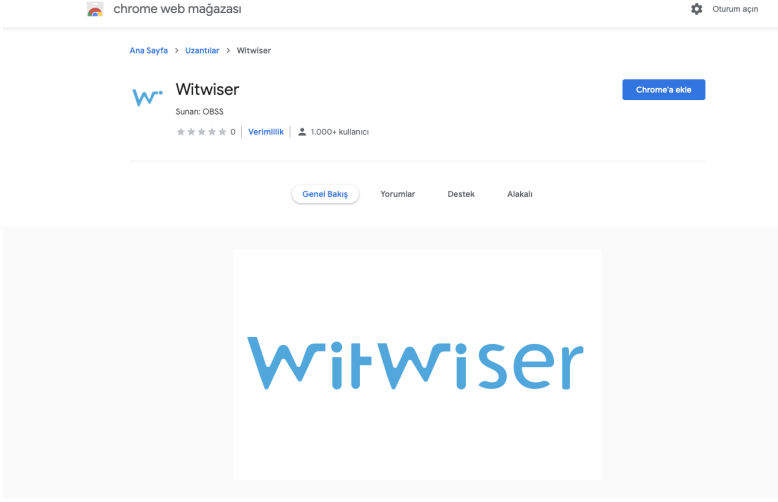 chrome web mağazası
Oturum açın
Ana Sayfa > Uzantılar > Witwiser
Witwiser
Chrome'a ekle
Sunan: OBSS
0 | Verimlilik | 1.000+ kullanıcı
Genel Bakış Yorumlar Destek Alakalı
witwiser